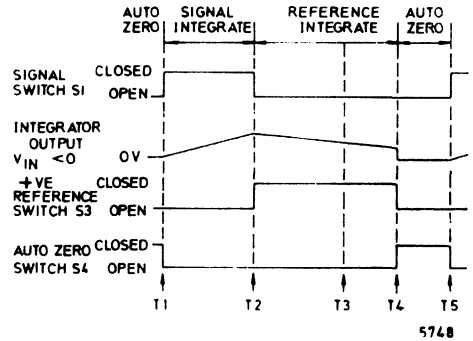 AUTO ZERO
SIGNAL INTEGRATE
REFERENCE INTEGRATE
AUTO ZERO
SIGNAL SWITCH S1
CLOSED
OPEN
INTEGRATOR OUTPUT
VIN <0
0V
+VE REFERENCE SWITCH S3
CLOSED
OPEN
AUTO ZERO SWITCH S4
CLOSED
OPEN
T1 T2 T3 T4 T5
5748